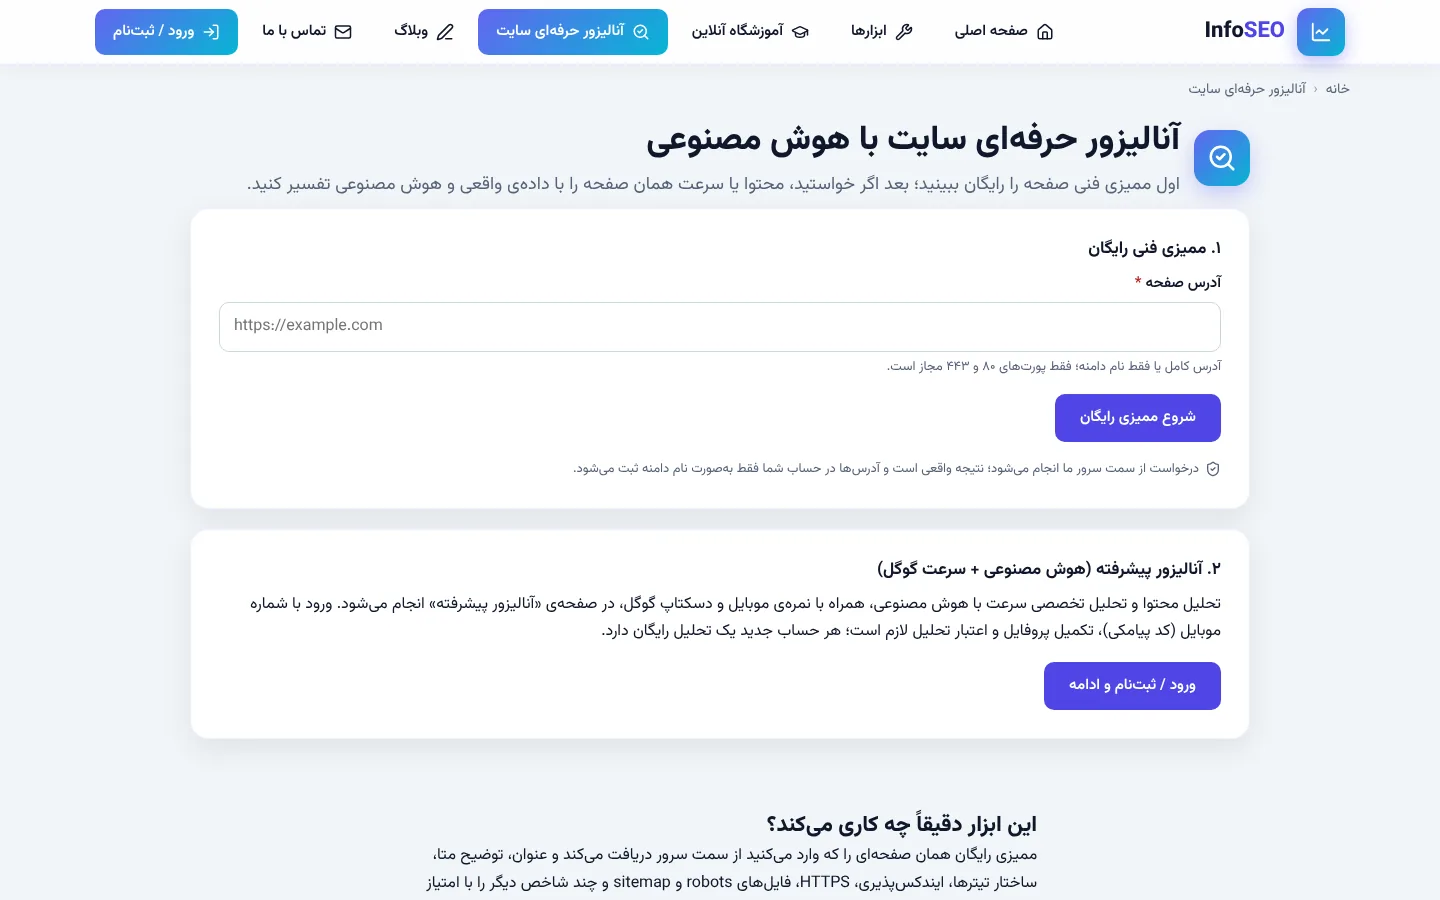 InfoSEO
صفحه اصلی
ابزارها
آموزشگاه آنلاین
آنالیزور حرفه‌ای سایت
وبلاگ
تماس با ما
ورود / ثبت‌نام
خانه › آنالیزور حرفه‌ای سایت
آنالیزور حرفه‌ای سایت با هوش مصنوعی
اول ممیزی فنی صفحه را رایگان ببینید؛ بعد اگر خواستید، محتوا یا سرعت همان صفحه را با داده‌ی واقعی و هوش مصنوعی تفسیر کنید.
۱. ممیزی فنی رایگان
آدرس صفحه *
https://example.com
آدرس کامل یا فقط نام دامنه؛ فقط پورت‌های ۸۰ و ۴۴۳ مجاز است.
شروع ممیزی رایگان
درخواست از سمت سرور ما انجام می‌شود؛ نتیجه واقعی است و آدرس‌ها در حساب شما فقط به‌صورت نام دامنه ثبت می‌شود.
۲. آنالیزور پیشرفته (هوش مصنوعی + سرعت گوگل)
تحلیل محتوا و تحلیل تخصصی سرعت با هوش مصنوعی، همراه با نمره‌ی موبایل و دسکتاپ گوگل، در صفحه‌ی «آنالیزور پیشرفته» انجام می‌شود. ورود با شماره
موبایل (کد پیامکی)، تکمیل پروفایل و اعتبار تحلیل لازم است؛ هر حساب جدید یک تحلیل رایگان دارد.
ورود / ثبت‌نام و ادامه
این ابزار دقیقاً چه کاری می‌کند؟
ممیزی رایگان همان صفحه‌ای را که وارد می‌کنید از سمت سرور دریافت می‌کند و عنوان، توضیح متا،
ساختار تیترها، ایندکس‌پذیری، HTTPS، فایل‌های robots و sitemap و چند شاخص دیگر را با امتیاز